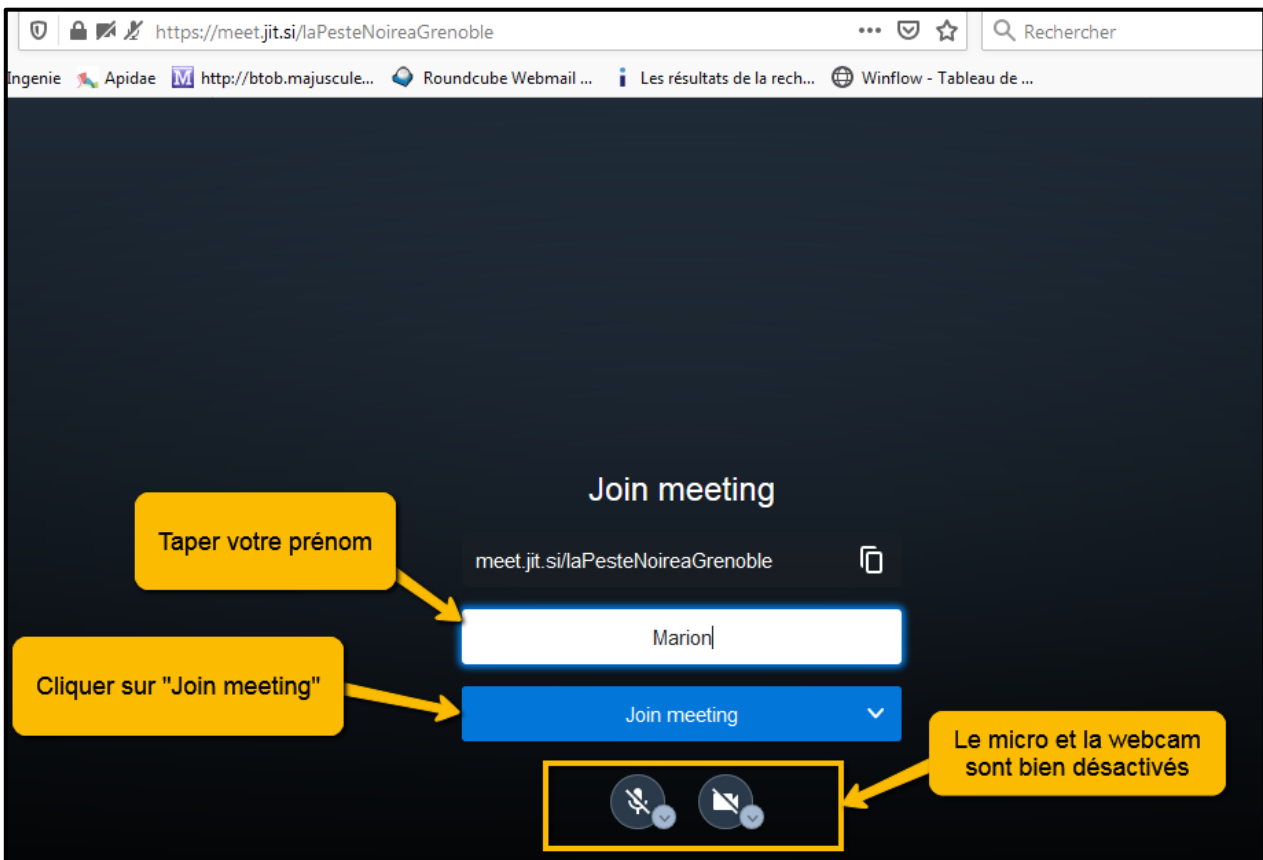 https://meet.jit.si/laPesteNoireaGrenoble
Rechercher
Ingenie Apidae M http://btob.majuscule... Roundcube Webmail ... i Les résultats de la rech... Winflow - Tableau de ...
Join meeting
Taper votre prénom
meet.jit.si/laPesteNoireaGrenoble
Marion
Cliquer sur "Join meeting"
Join meeting
Le micro et la webcam
sont bien désactivés